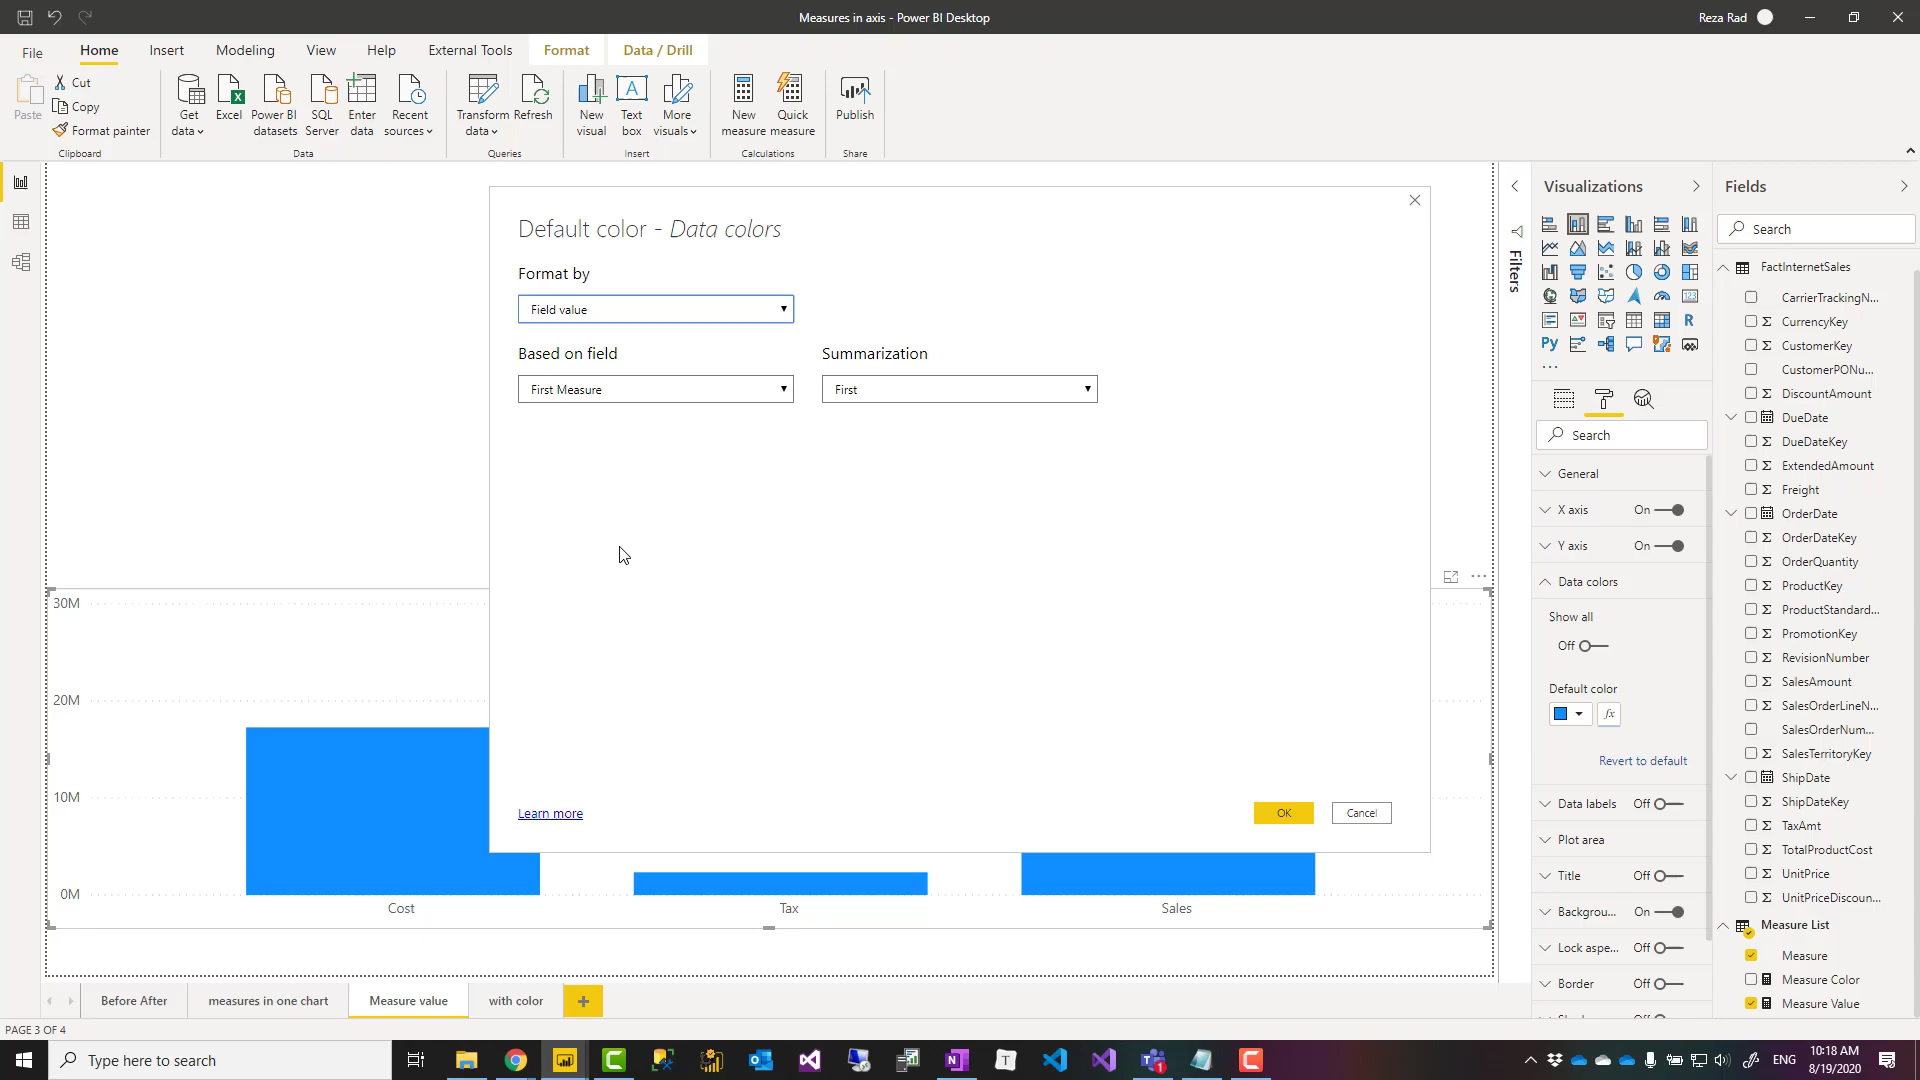 Measures in axis - Power BI Desktop
Reza Rad
File
Home
Insert
Modeling
View
Help
External Tools
Format
Data / Drill
Paste
Cut
Copy
Format painter
Clipboard
Get data
Excel
Power BI datasets
SQL Server
Enter data
Recent sources
Data
Transform data
Refresh
Queries
New visual
Text box
More visuals
Insert
New measure
Quick measure
Calculations
Publish
Share
Default color - Data colors
Format by
Field value
Based on field
Summarization
First Measure
First
Learn more
OK
Cancel
30M
20M
10M
0M
Cost
Tax
Sales
Filters
Visualizations
R
Py
123
Search
General
X axis
On
Y axis
On
Data colors
Show all
Off
Default color
fx
Revert to default
Data labels
Off
Plot area
Title
Off
Backgrou...
On
Lock aspe...
Off
Border
Off
Fields
Search
FactInternetSales
CarrierTrackingN...
CurrencyKey
CustomerKey
CustomerPONu...
DiscountAmount
DueDate
DueDateKey
ExtendedAmount
Freight
OrderDate
OrderDateKey
OrderQuantity
ProductKey
ProductStandard...
PromotionKey
RevisionNumber
SalesAmount
SalesOrderLineN...
SalesOrderNum...
SalesTerritoryKey
ShipDate
ShipDateKey
TaxAmt
TotalProductCost
UnitPrice
UnitPriceDiscoun...
Measure List
Measure
Measure Color
Measure Value
Before After
measures in one chart
Measure value
with color
PAGE 3 OF 4
Type here to search
ENG
10:18 AM
8/19/2020